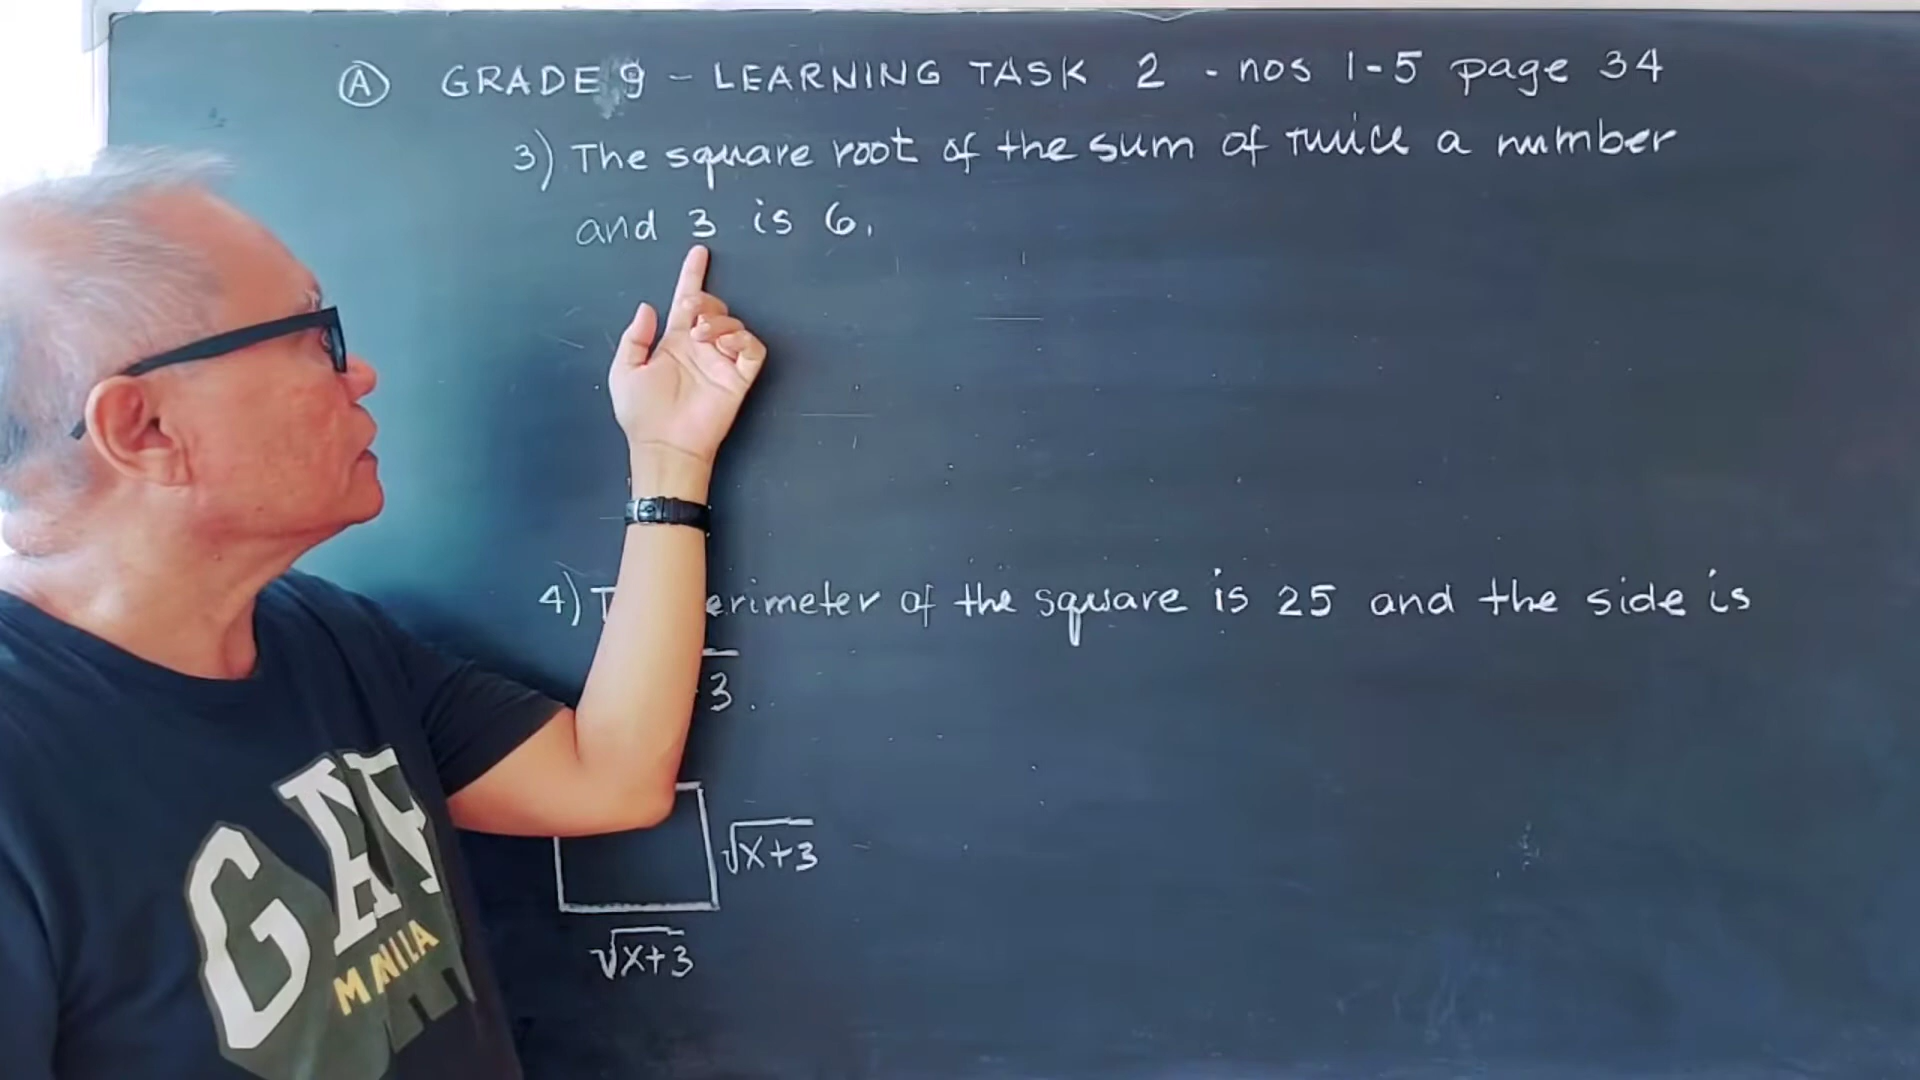 Ⓐ GRADE 9 - LEARNING TASK 2 - nos 1-5 page 34
3) The square root of the sum of twice a number
and 3 is 6.
4) erimeter of the square is 25 and the side is
3.
√x+3
√x+3
GAP
MANILA